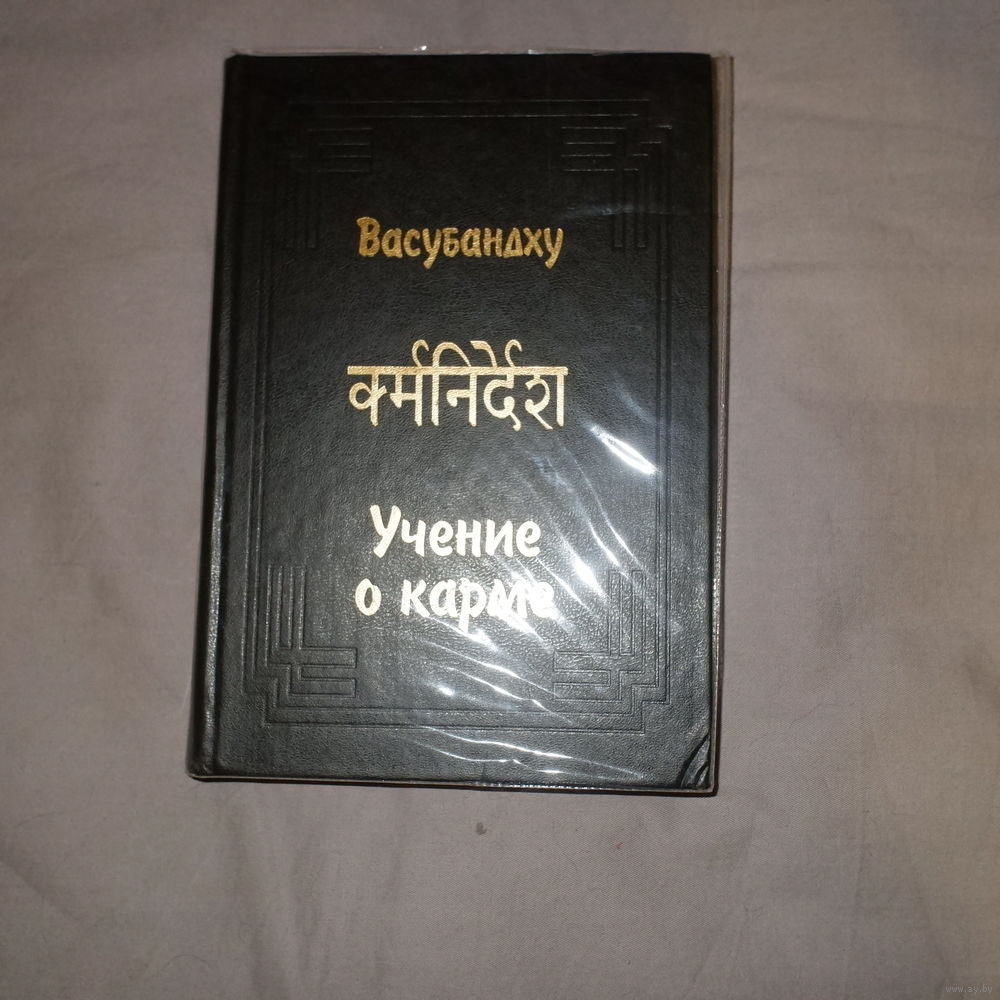 Васубандху
कर्मनिर्देश
Учение
о карме
www.ay.by